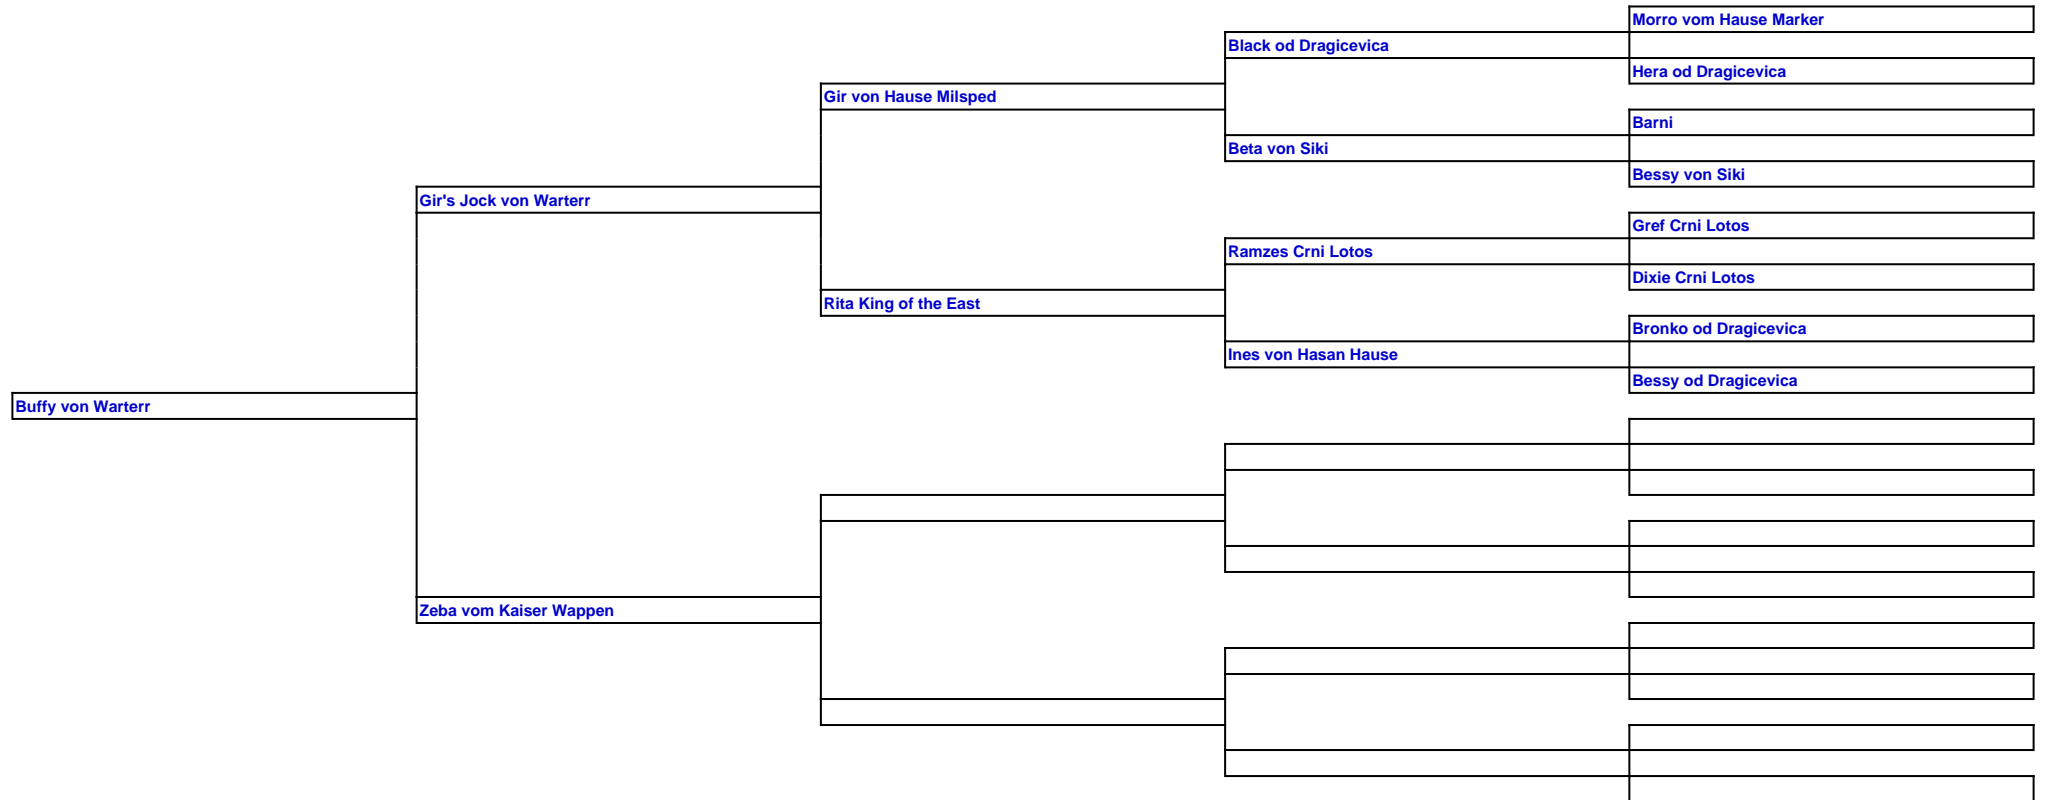 Morro vom Hause Marker
Black od Dragicevica
Hera od Dragicevica
Gir von Hause Milsped
Barni
Beta von Siki
Bessy von Siki
Gir's Jock von Warterr
Gref Crni Lotos
Ramzes Crni Lotos
Dixie Crni Lotos
Rita King of the East
Bronko od Dragicevica
Ines von Hasan Hause
Bessy od Dragicevica
Buffy von Warterr
Zeba vom Kaiser Wappen